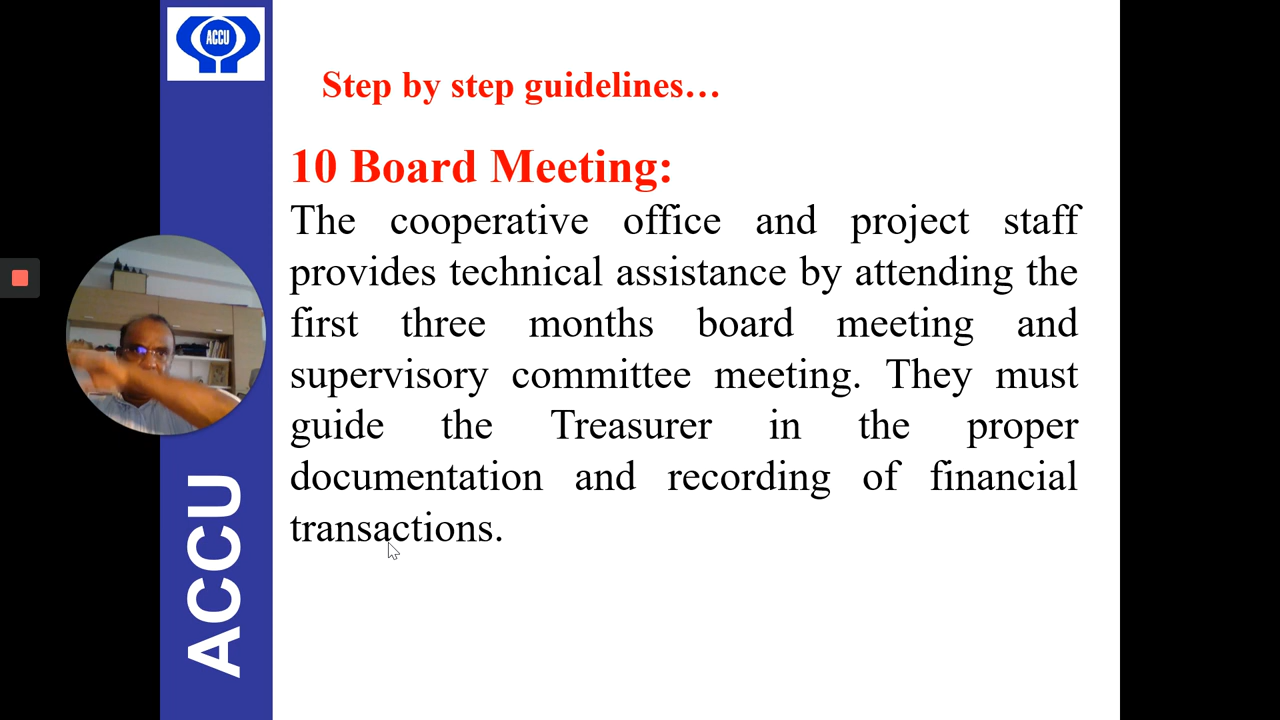 ACCU
Step by step guidelines…
10 Board Meeting:
The cooperative office and project staff
provides technical assistance by attending the
first three months board meeting and
supervisory committee meeting. They must
guide the Treasurer in the proper
documentation and recording of financial
transactions.
ACCU